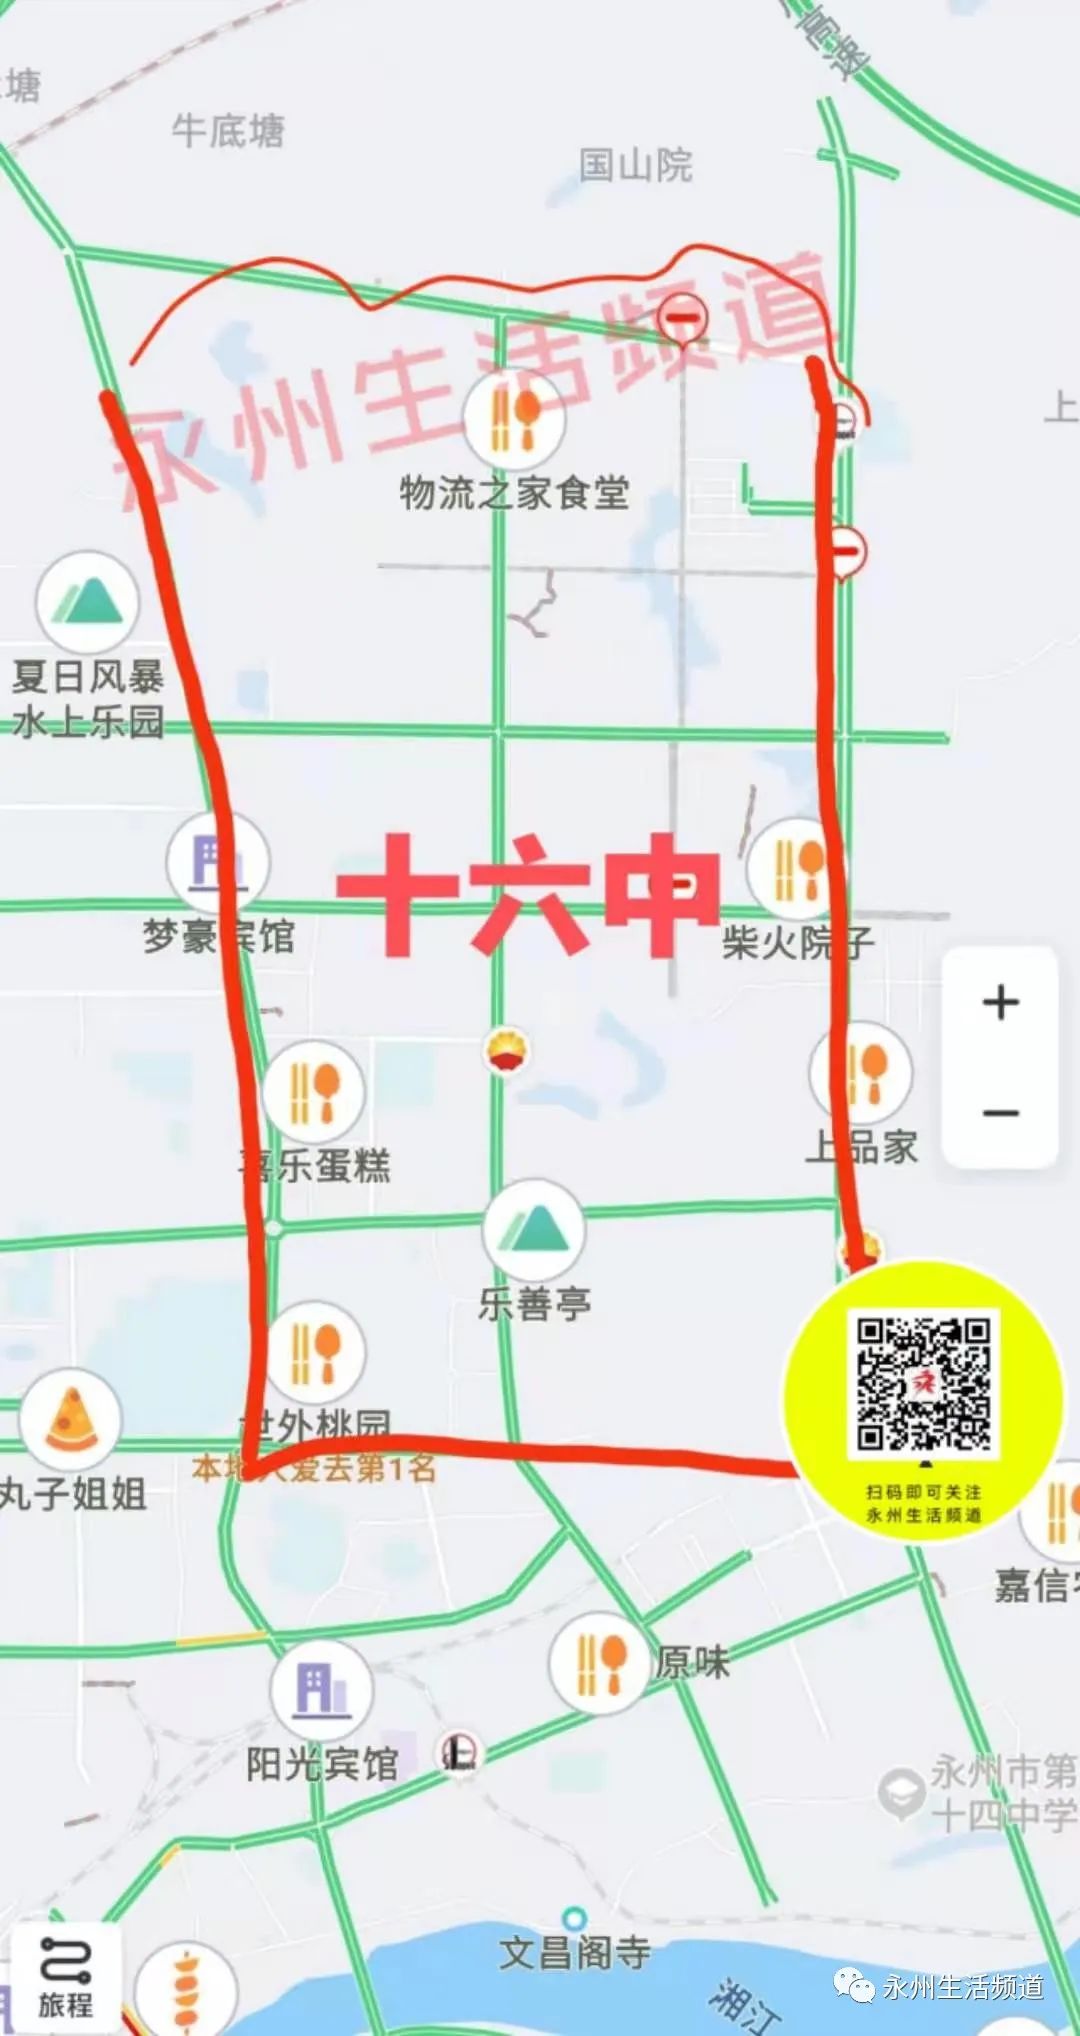 高速
塘
牛底塘
国山院
永州生活频道
上
物流之家食堂
夏日风暴
水上乐园
十六中
梦豪宾馆
柴火院子
+
−
喜乐蛋糕
上品家
乐善亭
世外桃园
本地人爱去第1名
丸子姐姐
扫码即可关注
永州生活频道
嘉信
原味
阳光宾馆
永州市第
十四中学
文昌阁寺
旅程
湘江
永州生活频道